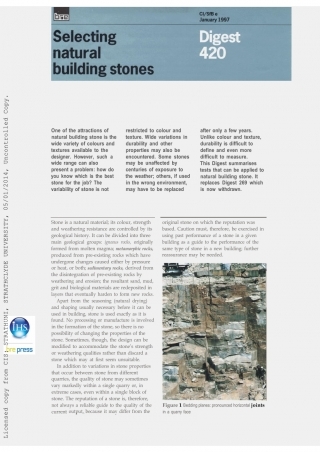 bre
CI/SfB e
January 1997
Selecting
natural
building stones
Digest
420
One of the attractions of
natural building stone is the
wide variety of colours and
textures available to the
designer. However, such a
wide range can also
present a problem: how do
you know which is the best
stone for the job? The
variability of stone is not
restricted to colour and
texture. Wide variations in
durability and other
properties may also be
encountered. Some stones
may be unaffected by
centuries of exposure to
the weather; others, if used
in the wrong environment,
may have to be replaced
after only a few years.
Unlike colour and texture,
durability is difficult to
define and even more
difficult to measure.
This Digest summarises
tests that can be applied to
natural building stone. It
replaces Digest 269 which
is now withdrawn.
Stone is a natural material; its colour, strength
and weathering resistance are controlled by its
geological history. It can be divided into three
main geological groups: igneous rocks, originally
formed from molten magma; metamorphic rocks,
produced from pre-existing rocks which have
undergone changes caused either by pressure
or heat, or both; sedimentary rocks, derived from
the disintegration of pre-existing rocks by
weathering and erosion; the resultant sand, mud,
grit and biological materials are redeposited in
layers that eventually harden to form new rocks.
Apart from the seasoning (natural drying)
and shaping usually necessary before it can be
used in building, stone is used exactly as it is
found. No processing or manufacture is involved
in the formation of the stone, so there is no
possibility of changing the properties of the
stone. Sometimes, though, the design can be
modified to accommodate the stone's strength
or weathering qualities rather than discard a
stone which may at first seem unsuitable.
In addition to variations in stone properties
that occur between stone from different
quarries, the quality of stone may sometimes
vary markedly within a single quarry or, in
extreme cases, even within a single block of
stone. The reputation of a stone is, therefore,
not always a reliable guide to the quality of the
current output, because it may differ from the
original stone on which the reputation was
based. Caution must, therefore, be exercised in
using past performance of a stone in a given
building as a guide to the performance of the
same type of stone in a new building; further
reassurance may be needed.
Figure 1 Bedding planes: pronounced horizontal joints
in a quarry face
Licensed copy from CIS: STRATHUNI, STRATHCLYDE UNIVERSITY, 05/01/2014, Uncontrolled Copy.
IHS
bre press